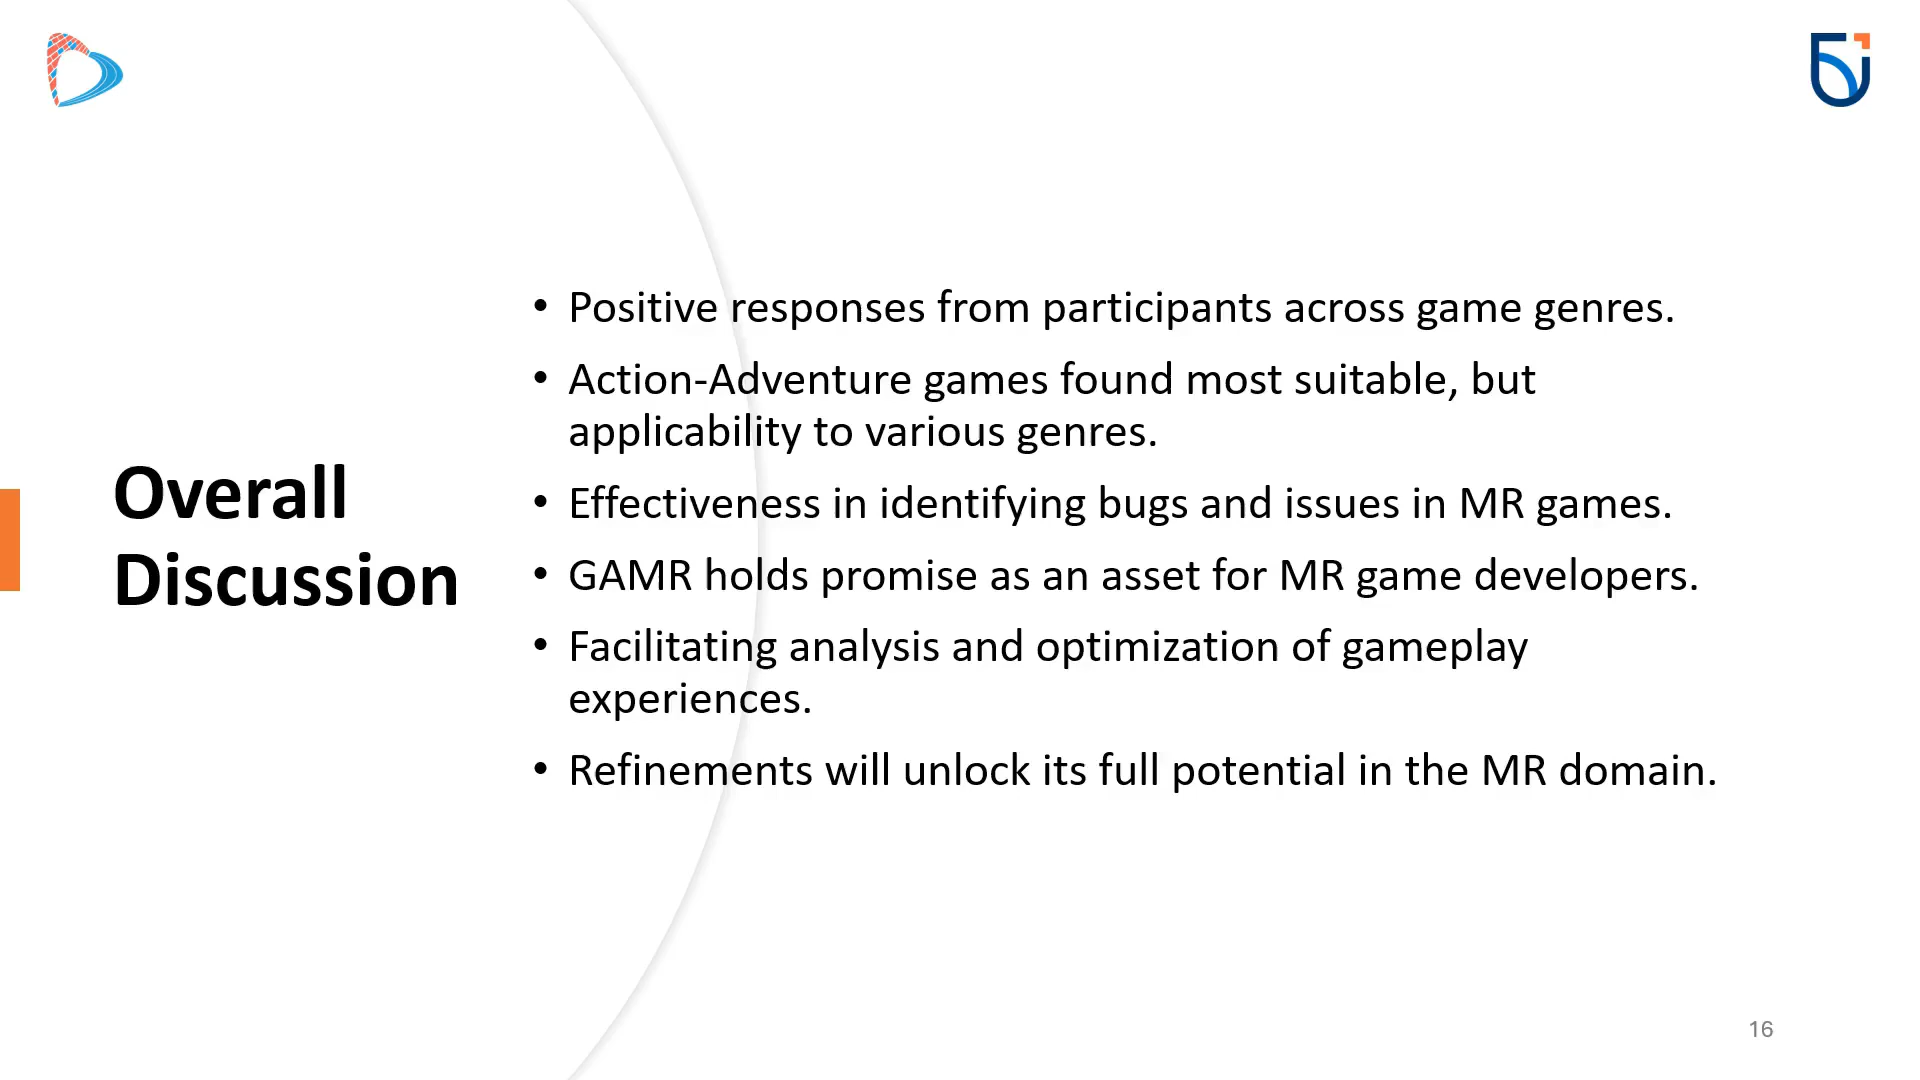 Overall
Discussion
• Positive responses from participants across game genres.
• Action-Adventure games found most suitable, but
applicability to various genres.
• Effectiveness in identifying bugs and issues in MR games.
• GAMR holds promise as an asset for MR game developers.
• Facilitating analysis and optimization of gameplay
experiences.
• Refinements will unlock its full potential in the MR domain.
16